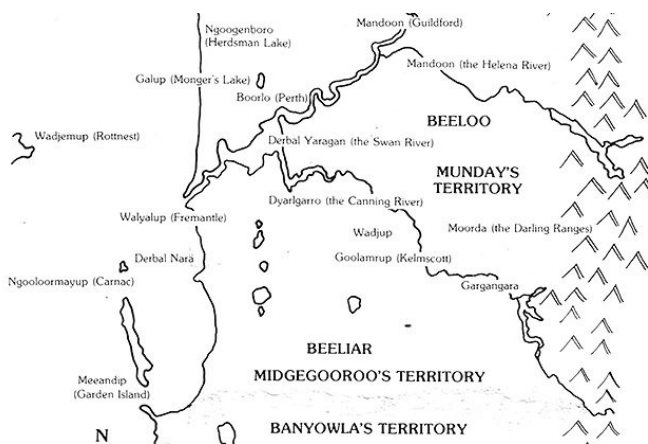 Ngoogenboro
(Herdsman Lake)
Mandoon (Guildford)
Mandoon (the Helena River)
Galup (Monger's Lake)
Boorlo (Perth)
BEELOO
Wadjemup (Rottnest)
Derbal Yaragan (the Swan River)
MUNDAY'S
TERRITORY
Walyalup (Fremantle)
Dyarlgarro (the Canning River)
Wadjup
Moorda (the Darling Ranges)
Derbal Nara
Goolamrup (Kelmscott)
Ngooloormayup (Carnac)
Gargangara
BEELIAR
MIDGEGOOROO'S TERRITORY
Meeandip
(Garden Island)
BANYOWLA'S TERRITORY
N